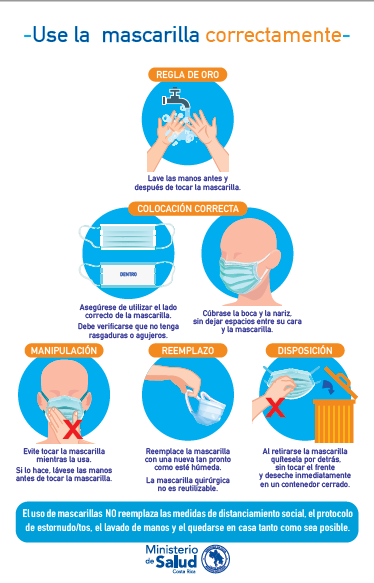 -Use la mascarilla correctamente-
REGLA DE ORO
Lave las manos antes y
después de tocar la mascarilla.
COLOCACIÓN CORRECTA
DENTRO
Asegúrese de utilizar el lado
correcto de la mascarilla.
Debe verificarse que no tenga
rasgaduras o agujeros.
Cúbrase la boca y la nariz,
sin dejar espacios entre su cara
y la mascarilla.
MANIPULACIÓN
Evite tocar la mascarilla
mientras la usa.
Si lo hace, lávese las manos
antes de tocar la mascarilla.
REEMPLAZO
Reemplace la mascarilla
con una nueva tan pronto
como esté húmeda.
La mascarilla quirúrgica
no es reutilizable.
DISPOSICIÓN
Al retirarse la mascarilla
quítesela por detrás,
sin tocar el frente
y deseche inmediatamente
en un contenedor cerrado.
El uso de mascarillas NO reemplaza las medidas de distanciamiento social, el protocolo
de estornudo/tos, el lavado de manos y el quedarse en casa tanto como sea posible.
Ministerio
de Salud
Costa Rica